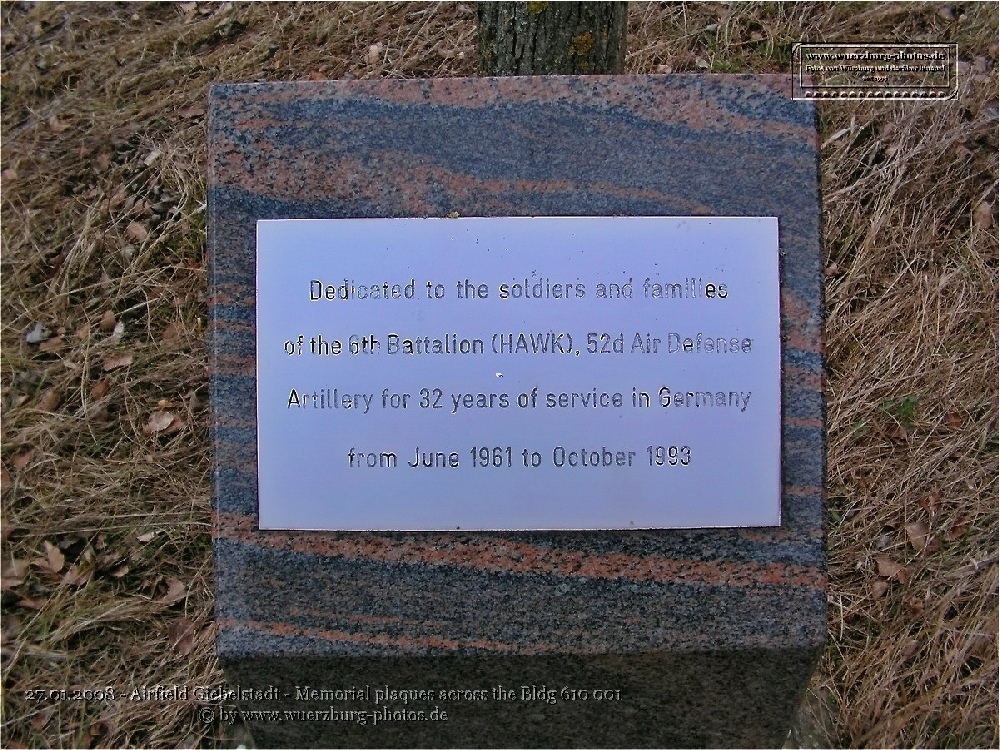 www.wuerzburg-photos.de
Dedicated to the soldiers and families
of the 6th Battalion (HAWK), 52d Air Defense
Artillery for 32 years of service in Germany
from June 1961 to October 1993
27.01.2008 - Airfield Giebelstadt - Memorial plaques across the Bldg 610 001
© by www.wuerzburg-photos.de